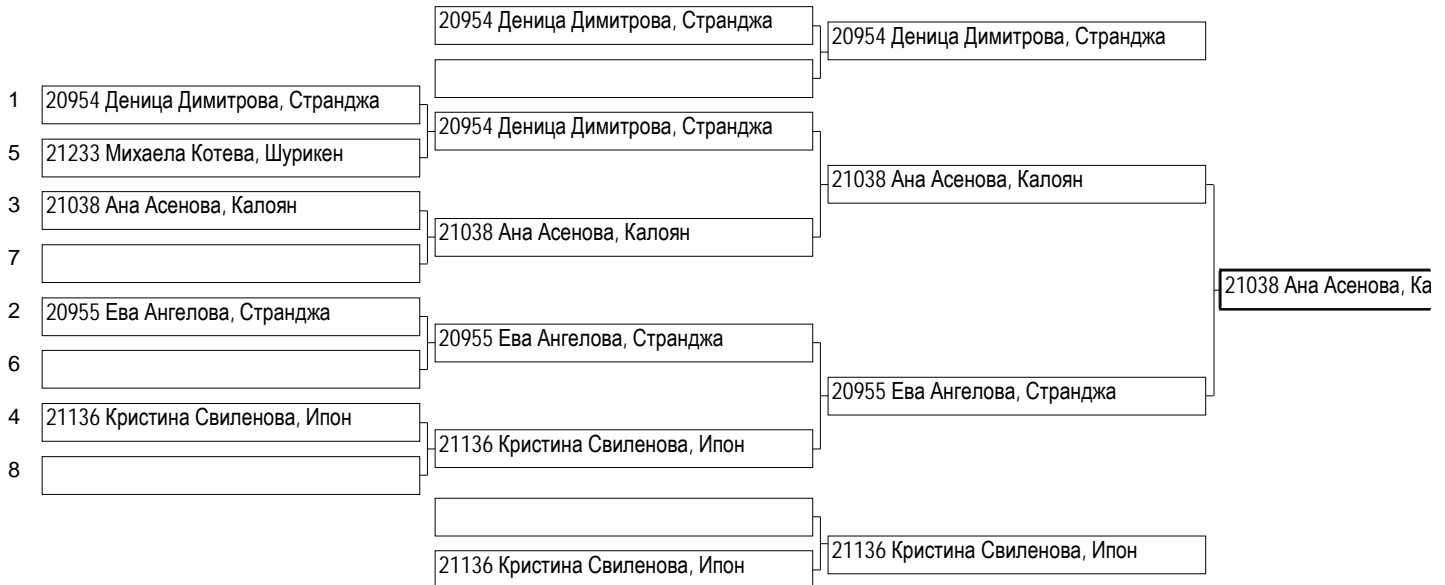 20954 Деница Димитрова, Странджа
20954 Деница Димитрова, Странджа
1 20954 Деница Димитрова, Странджа
20954 Деница Димитрова, Странджа
5 21233 Михаела Котева, Шурикен
21038 Ана Асенова, Калоян
3 21038 Ана Асенова, Калоян
21038 Ана Асенова, Калоян
7
21038 Ана Асенова, Ка
2 20955 Ева Ангелова, Странджа
20955 Ева Ангелова, Странджа
6
20955 Ева Ангелова, Странджа
4 21136 Кристина Свиленова, Ипон
21136 Кристина Свиленова, Ипон
8
21136 Кристина Свиленова, Ипон
21136 Кристина Свиленова, Ипон